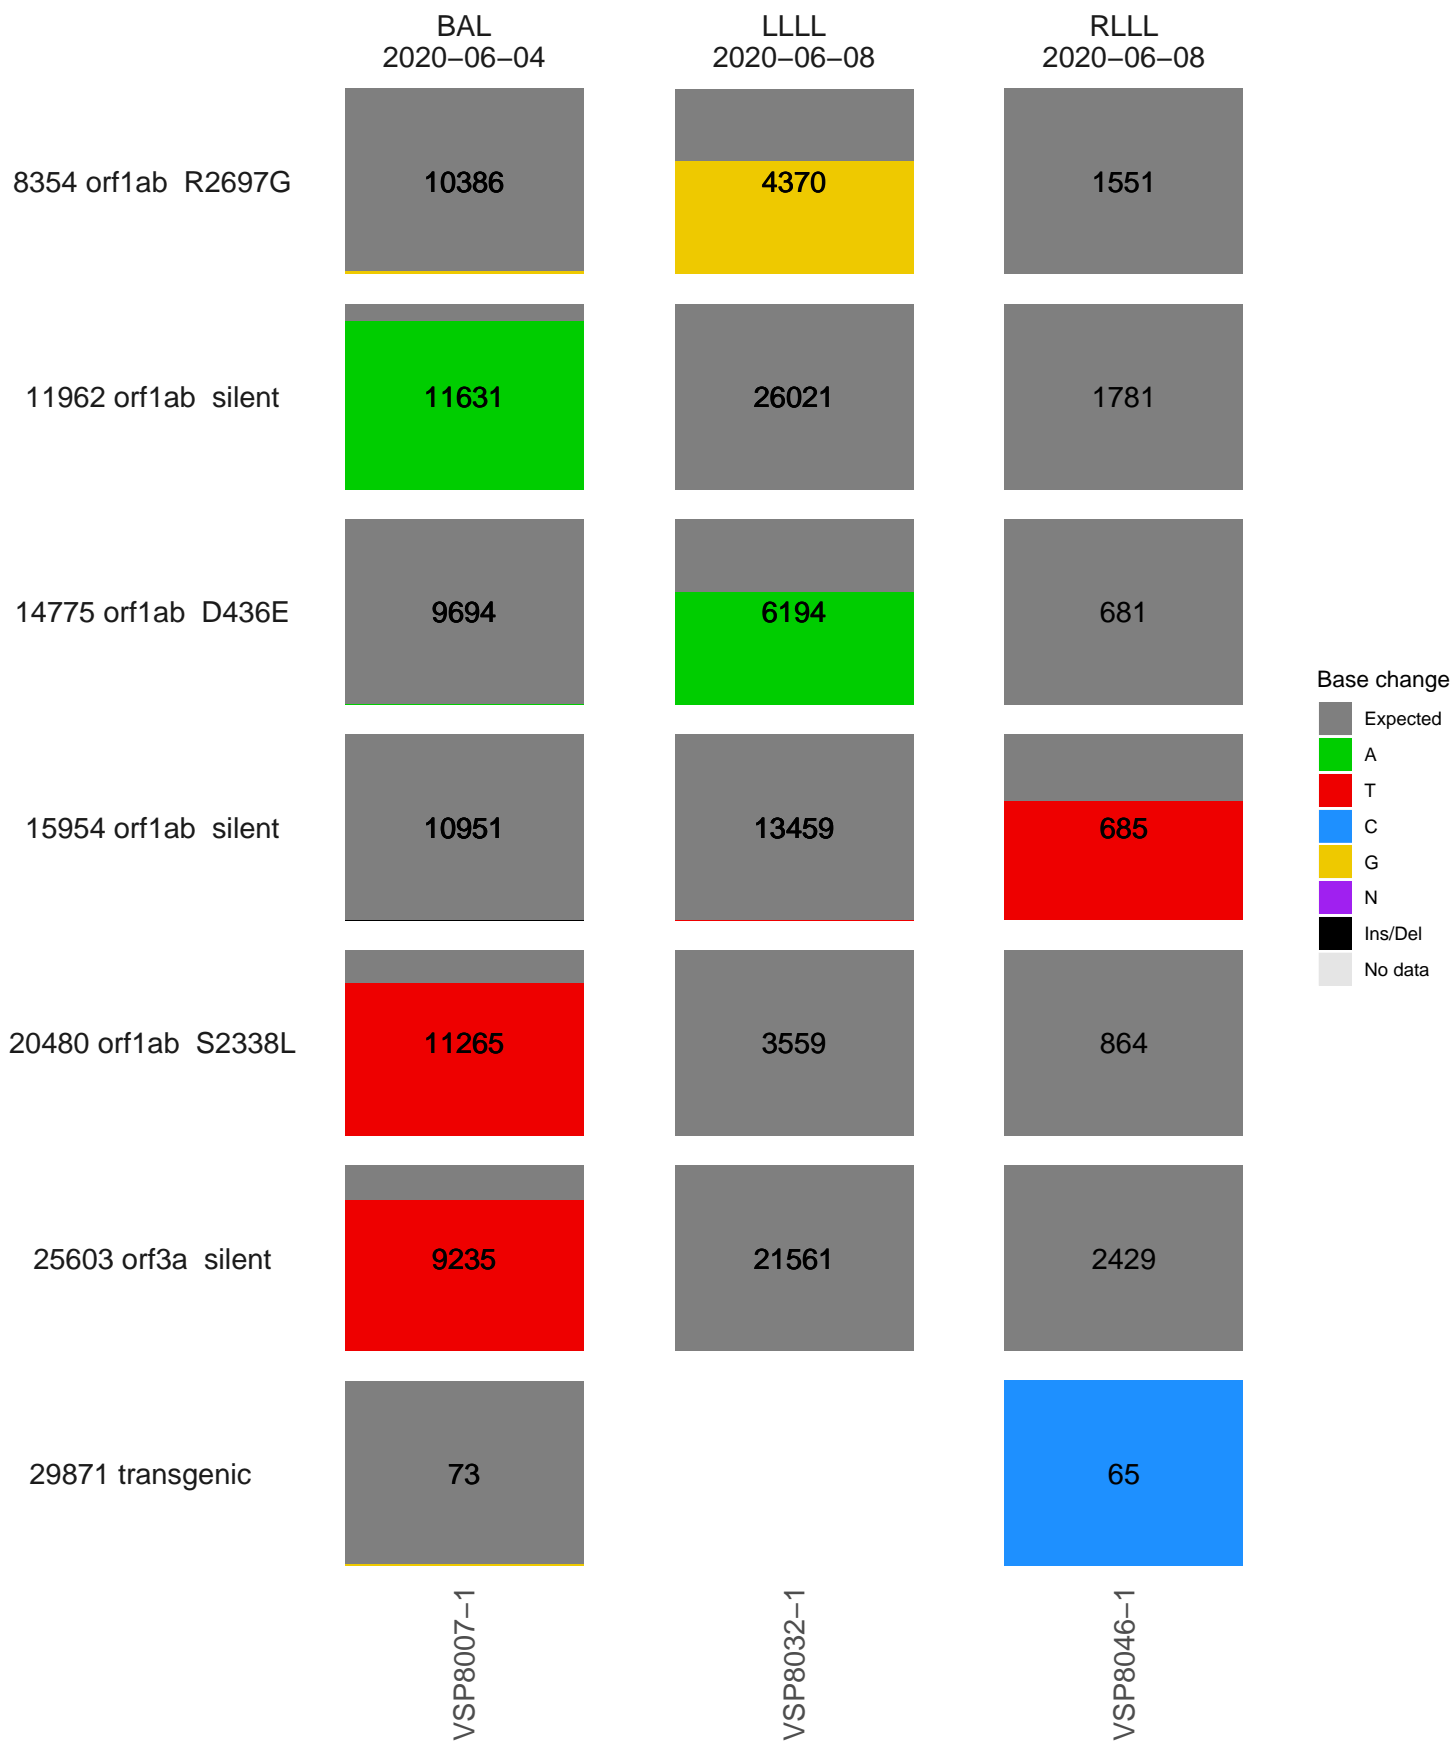 BAL LLLL RLLL
2020−06−04 2020−06−08 2020−06−08
8354 orf1ab R2697G 10386 4370 1551
11962 orf1ab silent 11631 26021 1781
14775 orf1ab D436E 9694 6194 681
15954 orf1ab silent 10951 13459 685
20480 orf1ab S2338L 11265 3559 864
25603 orf3a silent 9235 21561 2429
29871 transgenic 73 65
VSP8007−1 VSP8032−1 VSP8046−1
Base change
Expected
A
T
C
G
N
Ins/Del
No data